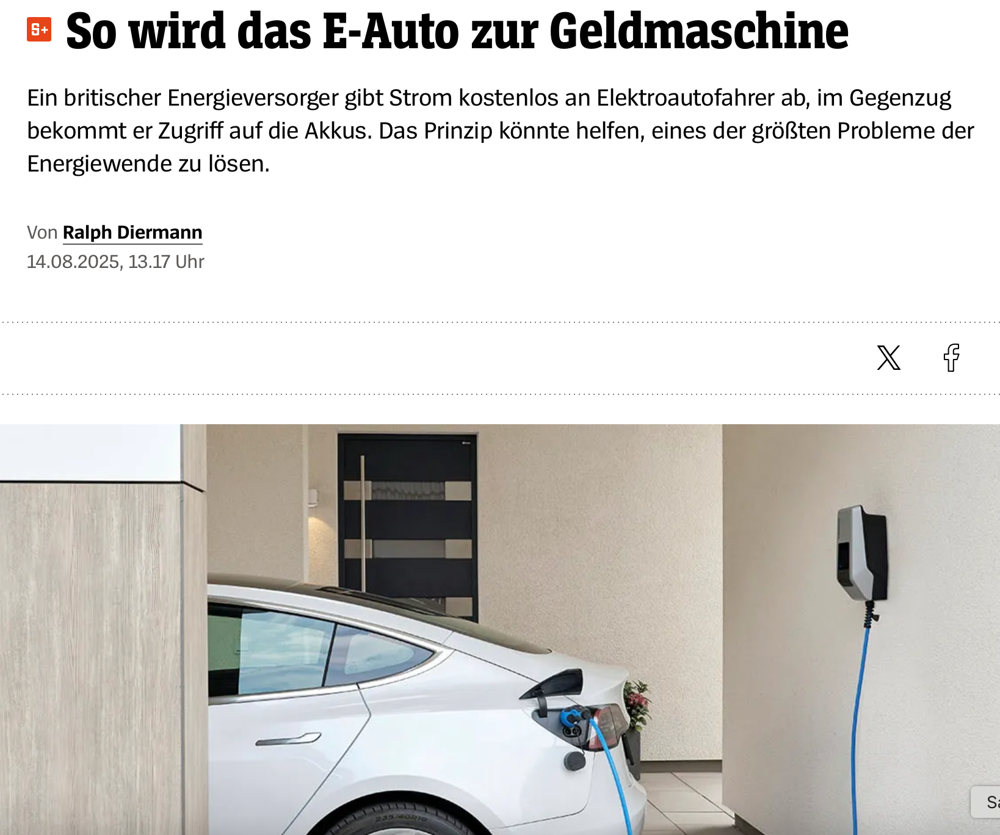 S+ So wird das E-Auto zur Geldmaschine
Ein britischer Energieversorger gibt Strom kostenlos an Elektroautofahrer ab, im Gegenzug
bekommt er Zugriff auf die Akkus. Das Prinzip könnte helfen, eines der größten Probleme der
Energiewende zu lösen.
Von Ralph Diermann
14.08.2025, 13.17 Uhr
235/40R19
Sa